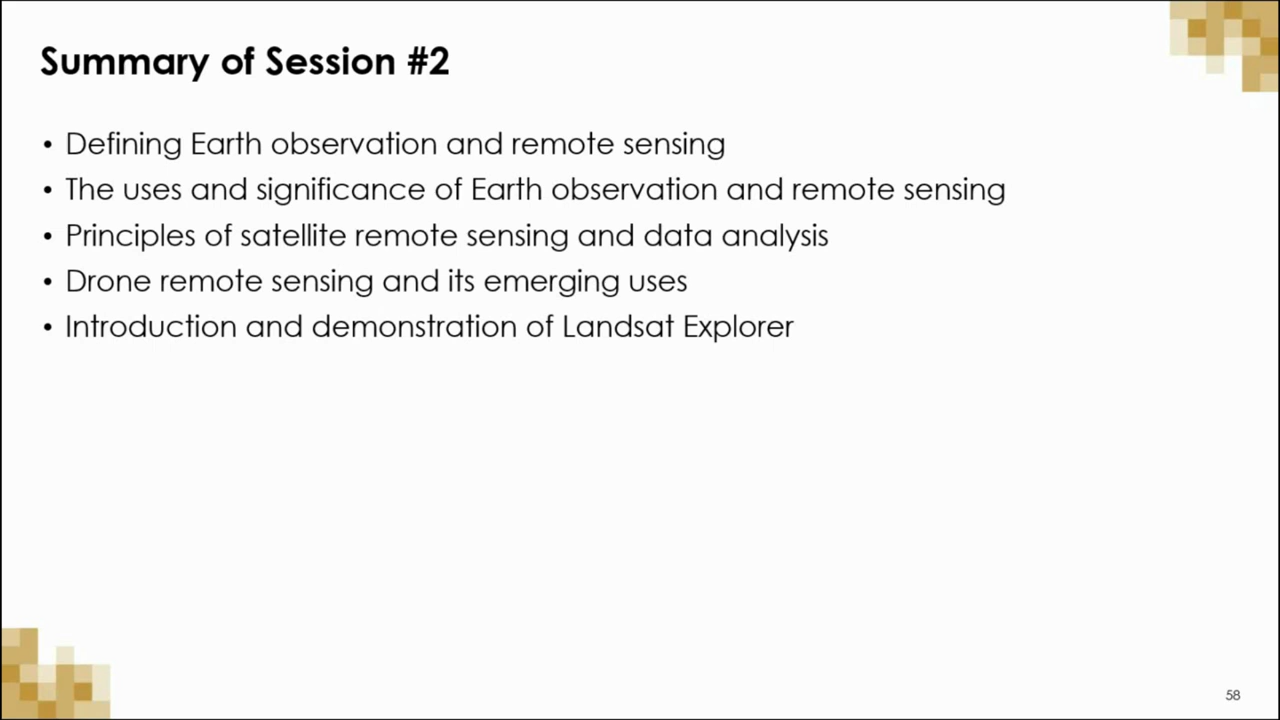 Summary of Session #2
• Defining Earth observation and remote sensing
• The uses and significance of Earth observation and remote sensing
• Principles of satellite remote sensing and data analysis
• Drone remote sensing and its emerging uses
• Introduction and demonstration of Landsat Explorer
58